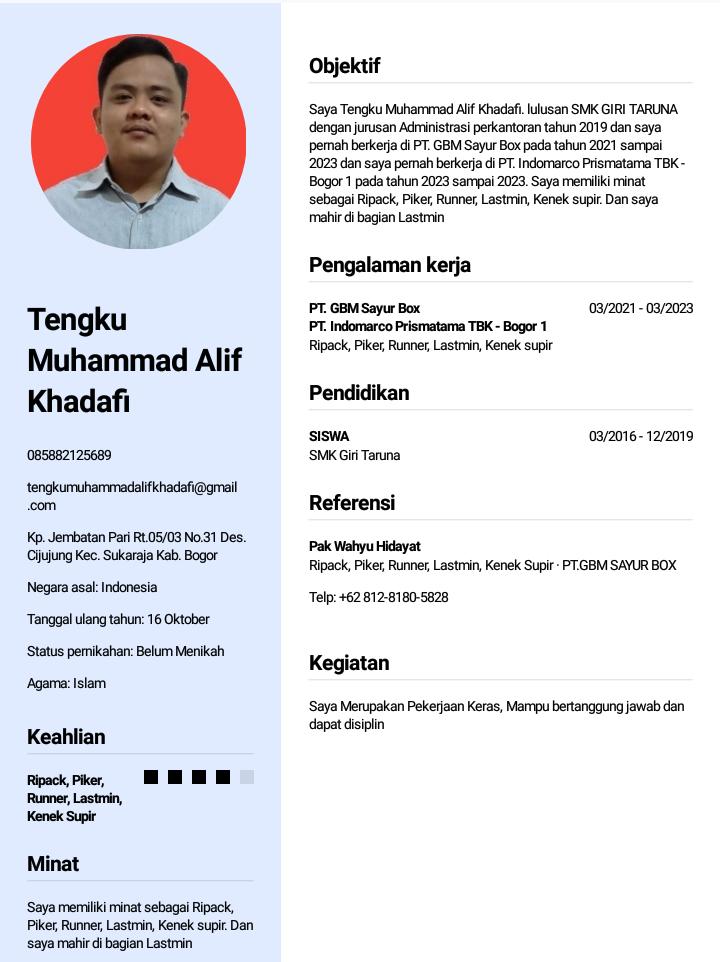 Tengku
Muhammad Alif
Khadafi
085882125689
tengkumuhammadalifkhadafi@gmail
.com
Kp. Jembatan Pari Rt.05/03 No.31 Des.
Cijujung Kec. Sukaraja Kab. Bogor
Negara asal: Indonesia
Tanggal ulang tahun: 16 Oktober
Status pernikahan: Belum Menikah
Agama: Islam
Keahlian
Ripack, Piker,
Runner, Lastmin,
Kenek Supir
Minat
Saya memiliki minat sebagai Ripack,
Piker, Runner, Lastmin, Kenek supir. Dan
saya mahir di bagian Lastmin
Objektif
Saya Tengku Muhammad Alif Khadafi. lulusan SMK GIRI TARUNA
dengan jurusan Administrasi perkantoran tahun 2019 dan saya
pernah berkerja di PT. GBM Sayur Box pada tahun 2021 sampai
2023 dan saya pernah berkerja di PT. Indomarco Prismatama TBK -
Bogor 1 pada tahun 2023 sampai 2023. Saya memiliki minat
sebagai Ripack, Piker, Runner, Lastmin, Kenek supir. Dan saya
mahir di bagian Lastmin
Pengalaman kerja
PT. GBM Sayur Box 03/2021 - 03/2023
PT. Indomarco Prismatama TBK - Bogor 1
Ripack, Piker, Runner, Lastmin, Kenek supir
Pendidikan
SISWA 03/2016 - 12/2019
SMK Giri Taruna
Referensi
Pak Wahyu Hidayat
Ripack, Piker, Runner, Lastmin, Kenek Supir · PT.GBM SAYUR BOX
Telp: +62 812-8180-5828
Kegiatan
Saya Merupakan Pekerjaan Keras, Mampu bertanggung jawab dan
dapat disiplin